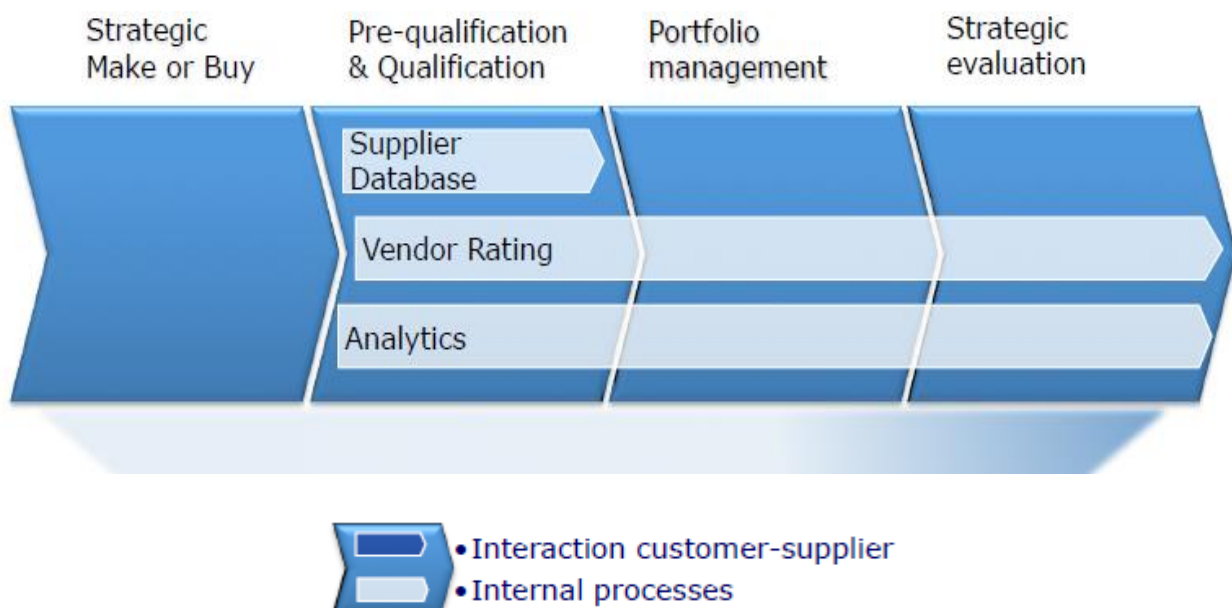 Strategic
Make or Buy
Pre-qualification
& Qualification
Portfolio
management
Strategic
evaluation
Supplier
Database
Vendor Rating
Analytics
• Interaction customer-supplier
• Internal processes